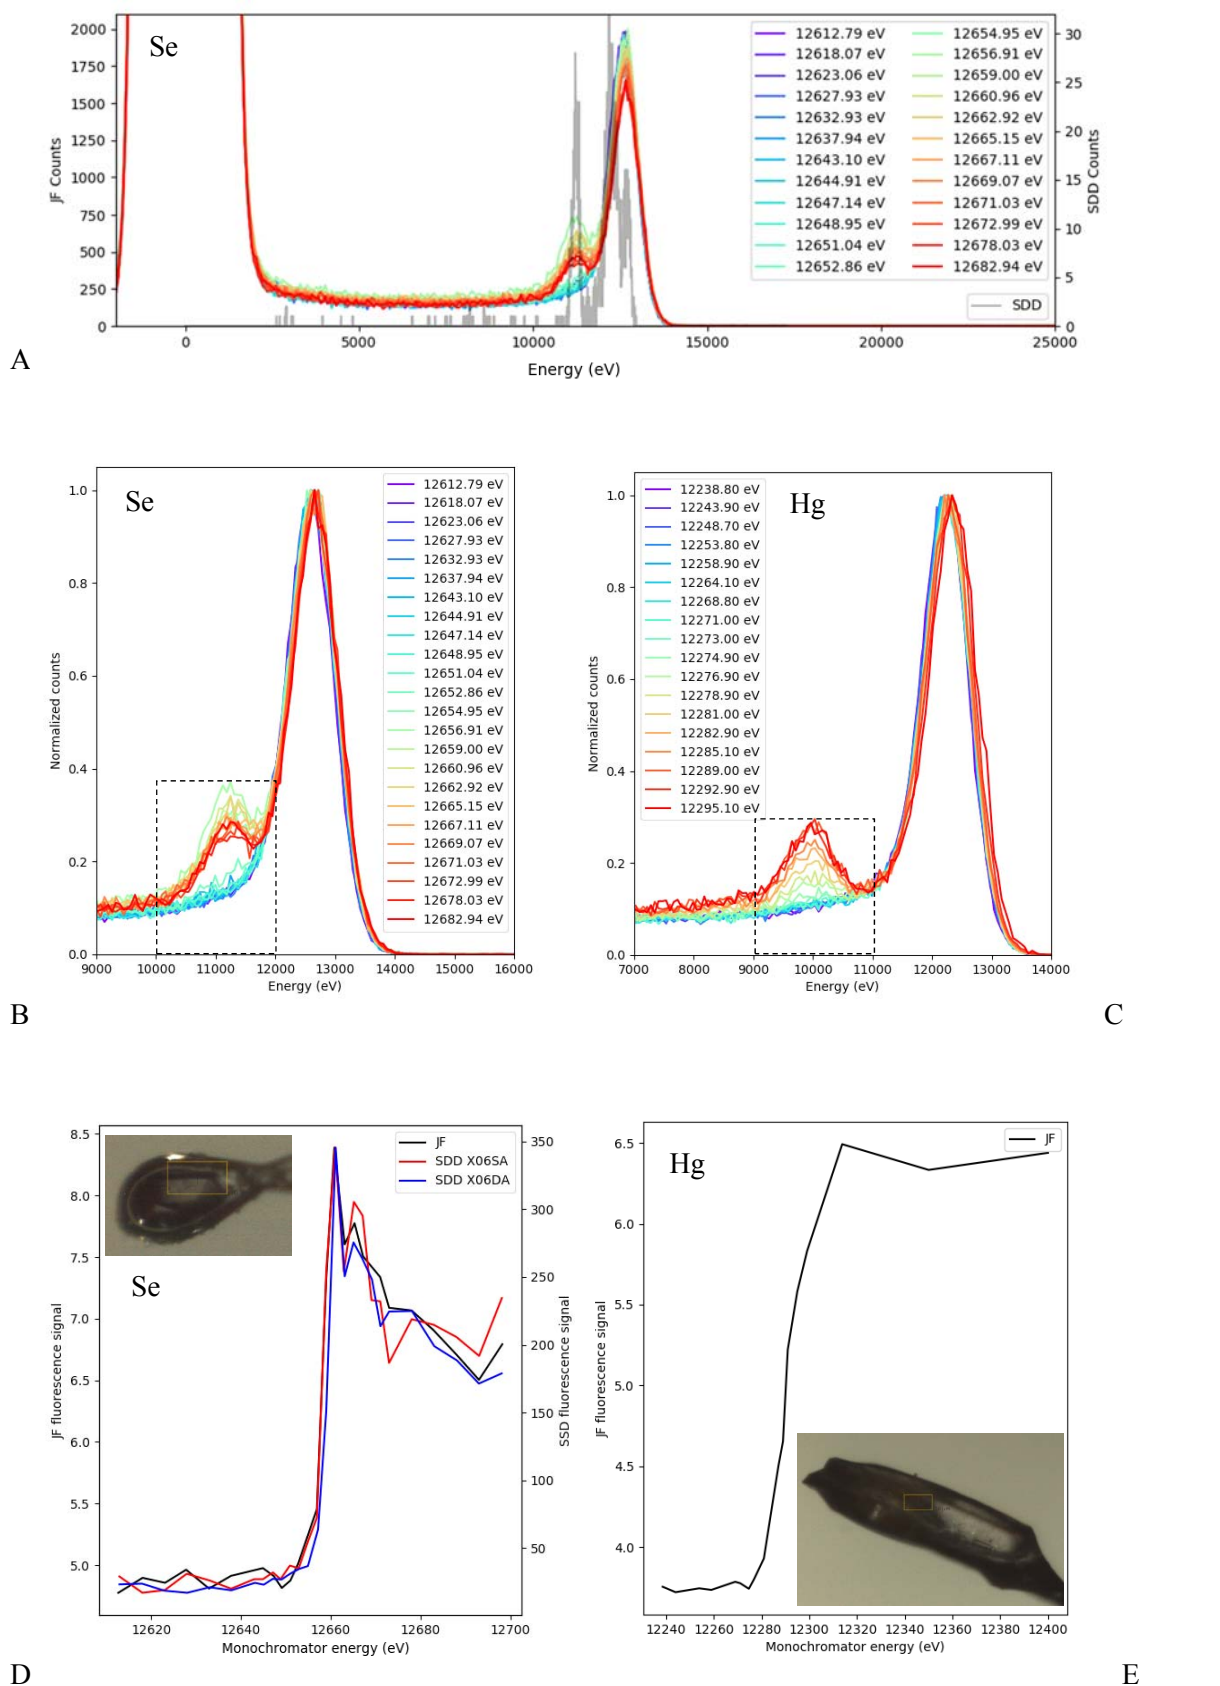 Se
2000
1750
1500
1250
1000
750
500
250
0
JF Counts
12612.79 eV 12654.95 eV
12618.07 eV 12656.91 eV
12623.06 eV 12659.00 eV
12627.93 eV 12660.96 eV
12632.93 eV 12662.92 eV
12637.94 eV 12665.15 eV
12643.10 eV 12667.11 eV
12644.91 eV 12669.07 eV
12647.14 eV 12671.03 eV
12648.95 eV 12672.99 eV
12651.04 eV 12678.03 eV
12652.86 eV 12682.94 eV
SDD
30
25
20
15
10
5
0
SDD Counts
0 5000 10000 15000 20000 25000
Energy (eV)
A
Se
1.0
0.8
0.6
0.4
0.2
0.0
Normalized counts
12612.79 eV
12618.07 eV
12623.06 eV
12627.93 eV
12632.93 eV
12637.94 eV
12643.10 eV
12644.91 eV
12647.14 eV
12648.95 eV
12651.04 eV
12652.86 eV
12654.95 eV
12656.91 eV
12659.00 eV
12660.96 eV
12662.92 eV
12665.15 eV
12667.11 eV
12669.07 eV
12671.03 eV
12672.99 eV
12678.03 eV
12682.94 eV
9000 10000 11000 12000 13000 14000 15000 16000
Energy (eV)
B
Hg
1.0
0.8
0.6
0.4
0.2
0.0
Normalized counts
12238.80 eV
12243.90 eV
12248.70 eV
12253.80 eV
12258.90 eV
12264.10 eV
12268.80 eV
12271.00 eV
12273.00 eV
12274.90 eV
12276.90 eV
12278.90 eV
12281.00 eV
12282.90 eV
12285.10 eV
12289.00 eV
12292.90 eV
12295.10 eV
7000 8000 9000 10000 11000 12000 13000 14000
Energy (eV)
C
8.5
8.0
7.5
7.0
6.5
6.0
5.5
5.0
JF fluorescence signal
Se
JF
SDD X06SA
SDD X06DA
350
300
250
200
150
100
50
SSD fluorescence signal
12620 12640 12660 12680 12700
Monochromator energy (eV)
D
Hg
JF
6.5
6.0
5.5
5.0
4.5
4.0
JF fluorescence signal
12240 12260 12280 12300 12320 12340 12360 12380 12400
Monochromator energy (eV)
E